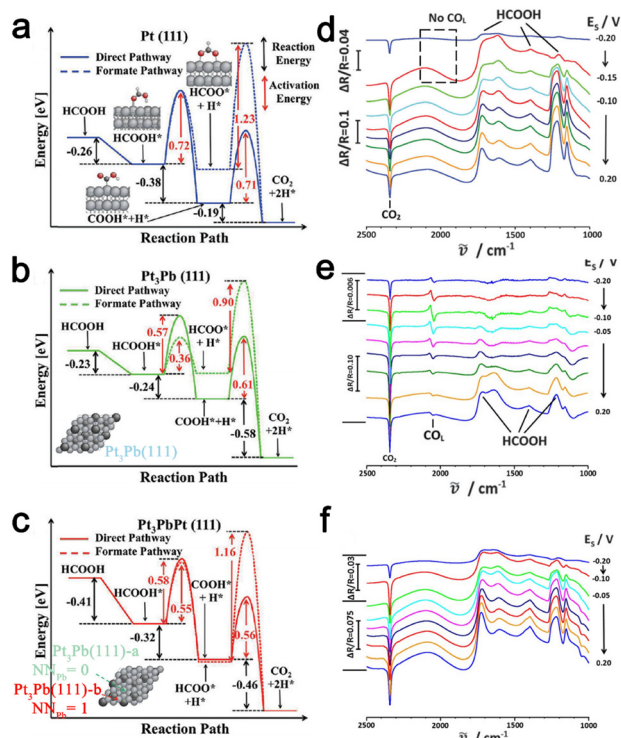 a
Pt (111)
Direct Pathway
Formate Pathway
Reaction
Energy
Activation
Energy
HCOO*
+ H*
HCOOH
HCOOH*
-0.26
0.72
1.23
0.71
-0.38
-0.19
COOH*+H*
CO2
+2H*
Energy [eV]
Reaction Path
b
Pt3Pb (111)
Direct Pathway
Formate Pathway
HCOOH
HCOOH*
0.57
0.36
HCOO*
+ H*
0.90
-0.23
-0.24
0.61
COOH*+H*
-0.58
CO2
+2H*
Pt3Pb(111)
Energy [eV]
Reaction Path
c
Pt3PbPt (111)
Direct Pathway
Formate Pathway
HCOOH
HCOOH*
-0.41
0.58
0.55
COOH*
+ H*
1.16
0.56
-0.32
HCOO*
+H*
-0.46
CO2
+2H*
Pt3Pb(111)-a
NNPb = 0
Pt3Pb(111)-b
NNPb = 1
Energy [eV]
Reaction Path
d
No COL
HCOOH
ES / V
-0.20
-0.15
-0.10
0.20
ΔR/R=0.04
ΔR/R=0.1
CO2
2500 2000 1500 1000
ṽ / cm-1
e
ES / V
-0.20
-0.10
-0.05
0.20
ΔR/R=0.006
ΔR/R=0.10
CO2
COL
HCOOH
2500 2000 1500 1000
ṽ / cm-1
f
ES / V
-0.20
-0.10
-0.05
0.20
ΔR/R=0.03
ΔR/R=0.075
2500 2000 1500 1000
ṽ / cm-1